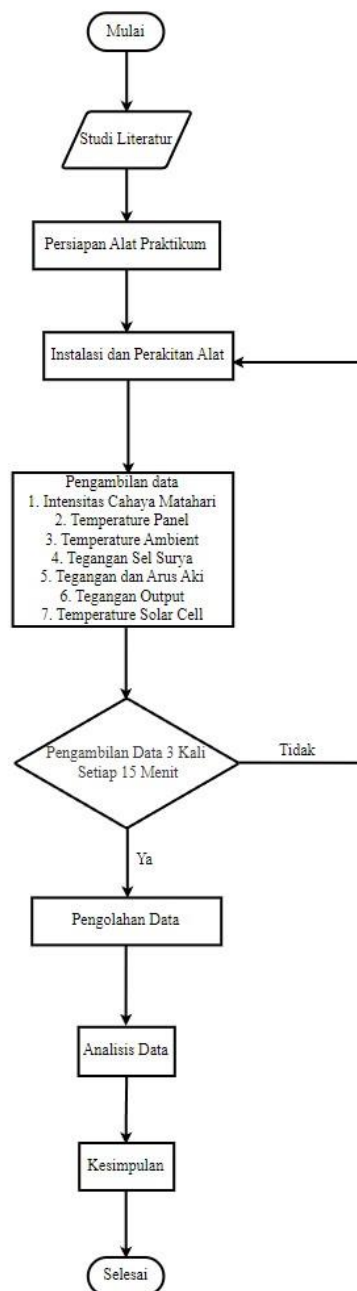 Mulai
Studi Literatur
Persiapan Alat Praktikum
Instalasi dan Perakitan Alat
Pengambilan data
1. Intensitas Cahaya Matahari
2. Temperature Panel
3. Temperature Ambient
4. Tegangan Sel Surya
5. Tegangan dan Arus Aki
6. Tegangan Output
7. Temperature Solar Cell
Pengambilan Data 3 Kali
Setiap 15 Menit
Tidak
Ya
Pengolahan Data
Analisis Data
Kesimpulan
Selesai